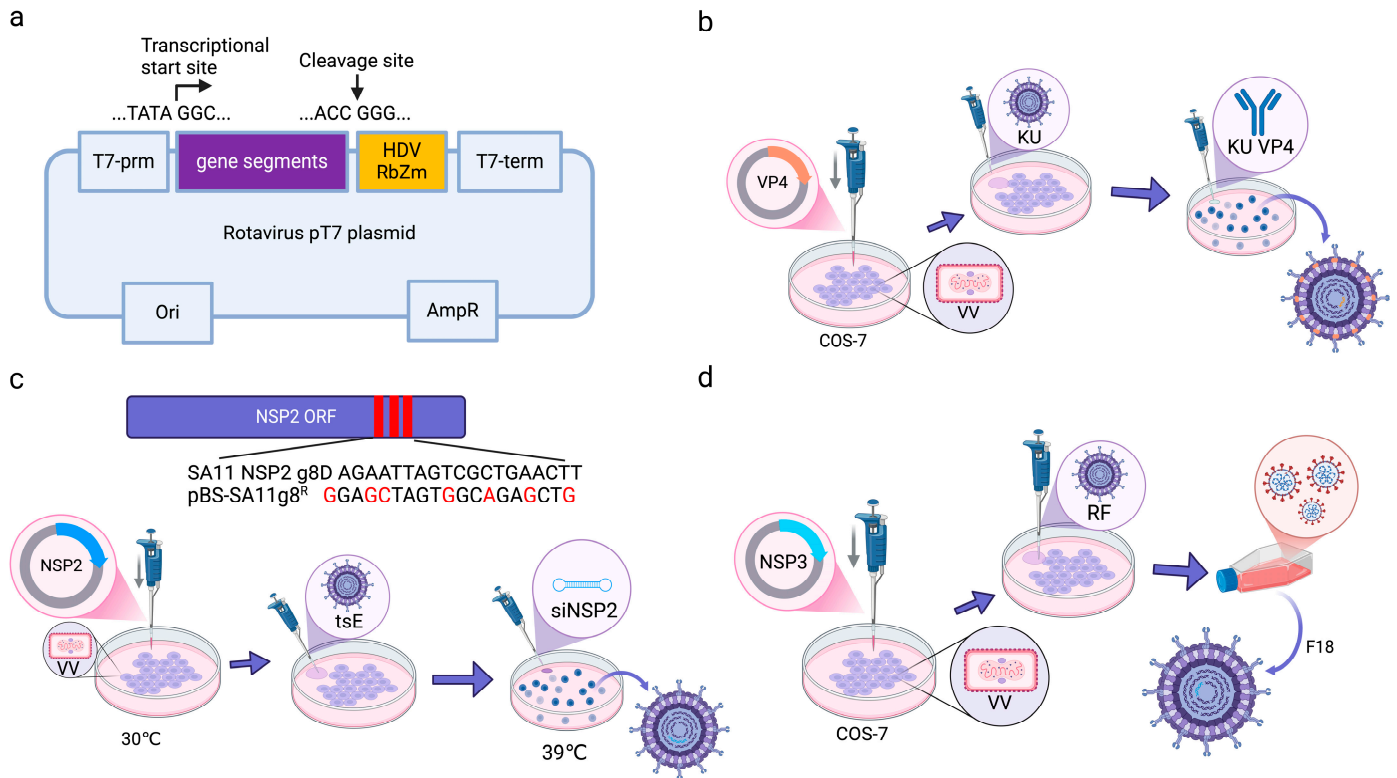 a
Transcriptional
start site
Cleavage site
...TATA GGC...
...ACC GGG...
T7-prm
gene segments
HDV
RbZm
T7-term
Rotavirus pT7 plasmid
Ori
AmpR
b
VP4
KU
KU VP4
VV
COS-7
c
NSP2 ORF
SA11 NSP2 g8D AGAATTAGTCGCTGAACTT
pBS-SA11g8ᴿ GGAGCTAGTGGCAGAGCTG
NSP2
VV
30℃
tsE
siNSP2
39℃
d
NSP3
RF
VV
COS-7
F18